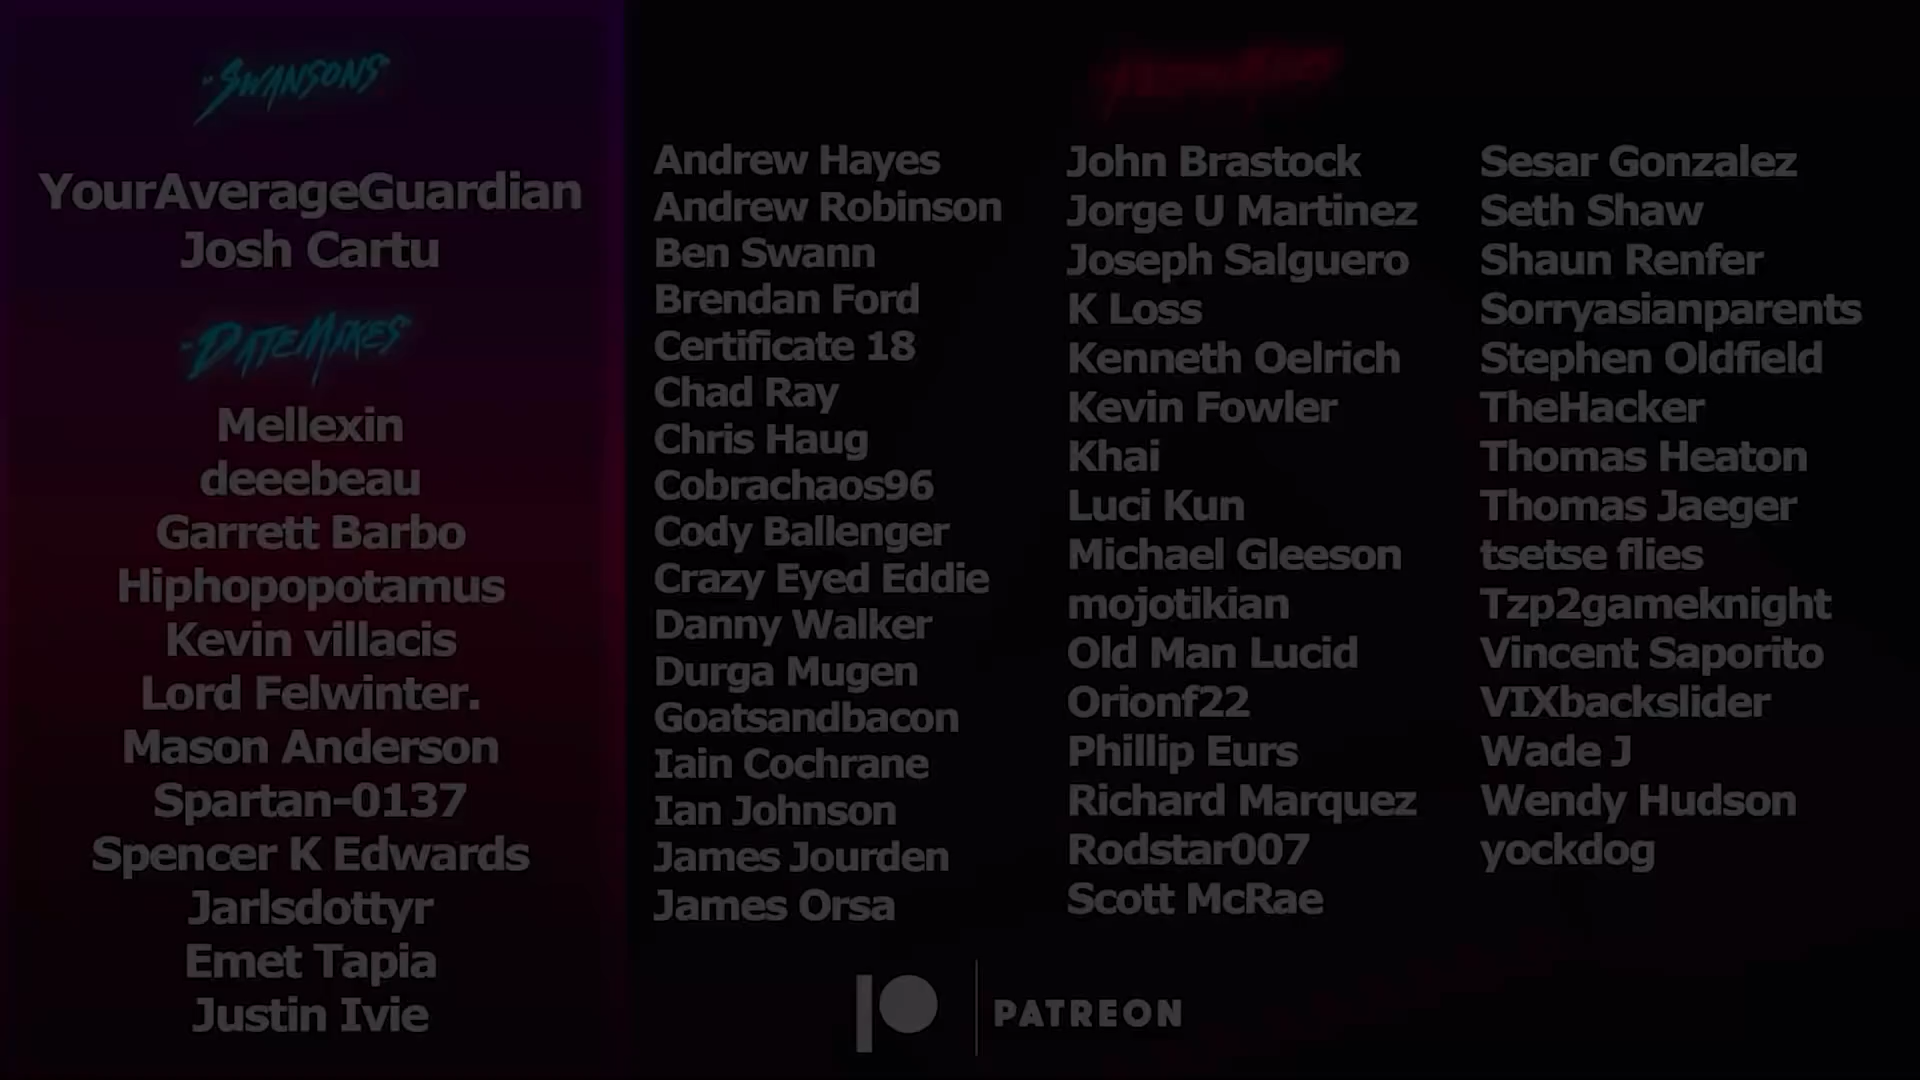 "Swansons"
YourAverageGuardian
Josh Cartu
"DateMikes"
Mellexin
deeebeau
Garrett Barbo
Hiphopopotamus
Kevin villacis
Lord Felwinter.
Mason Anderson
Spartan-0137
Spencer K Edwards
Jarlsdottyr
Emet Tapia
Justin Ivie
Andrew Hayes
Andrew Robinson
Ben Swann
Brendan Ford
Certificate 18
Chad Ray
Chris Haug
Cobrachaos96
Cody Ballenger
Crazy Eyed Eddie
Danny Walker
Durga Mugen
Goatsandbacon
Iain Cochrane
Ian Johnson
James Jourden
James Orsa
John Brastock
Jorge U Martinez
Joseph Salguero
K Loss
Kenneth Oelrich
Kevin Fowler
Khai
Luci Kun
Michael Gleeson
mojotikian
Old Man Lucid
Orionf22
Phillip Eurs
Richard Marquez
Rodstar007
Scott McRae
Sesar Gonzalez
Seth Shaw
Shaun Renfer
Sorryasianparents
Stephen Oldfield
TheHacker
Thomas Heaton
Thomas Jaeger
tsetse flies
Tzp2gameknight
Vincent Saporito
VIXbackslider
Wade J
Wendy Hudson
yockdog
PATREON